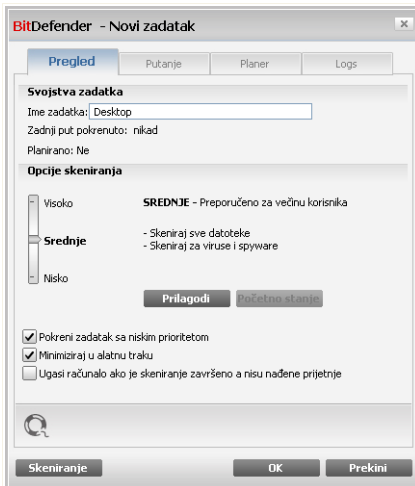 BitDefender - Novi zadatak
Pregled Putanje Planer Logs
Svojstva zadatka
Ime zadatka: Desktop
Zadnji put pokrenuto: nikad
Planirano: Ne
Opcije skeniranja
Visoko
SREDNJE - Preporučeno za većinu korisnika
Srednje
- Skeniraj sve datoteke
- Skeniraj za viruse i spyware
Nisko
Prilagodi Početno stanje
Pokreni zadatak sa niskim prioritetom
Minimiziraj u alatnu traku
Ugasi računalo ako je skeniranje završeno a nisu nađene prijetnje
Skeniranje OK Prekini